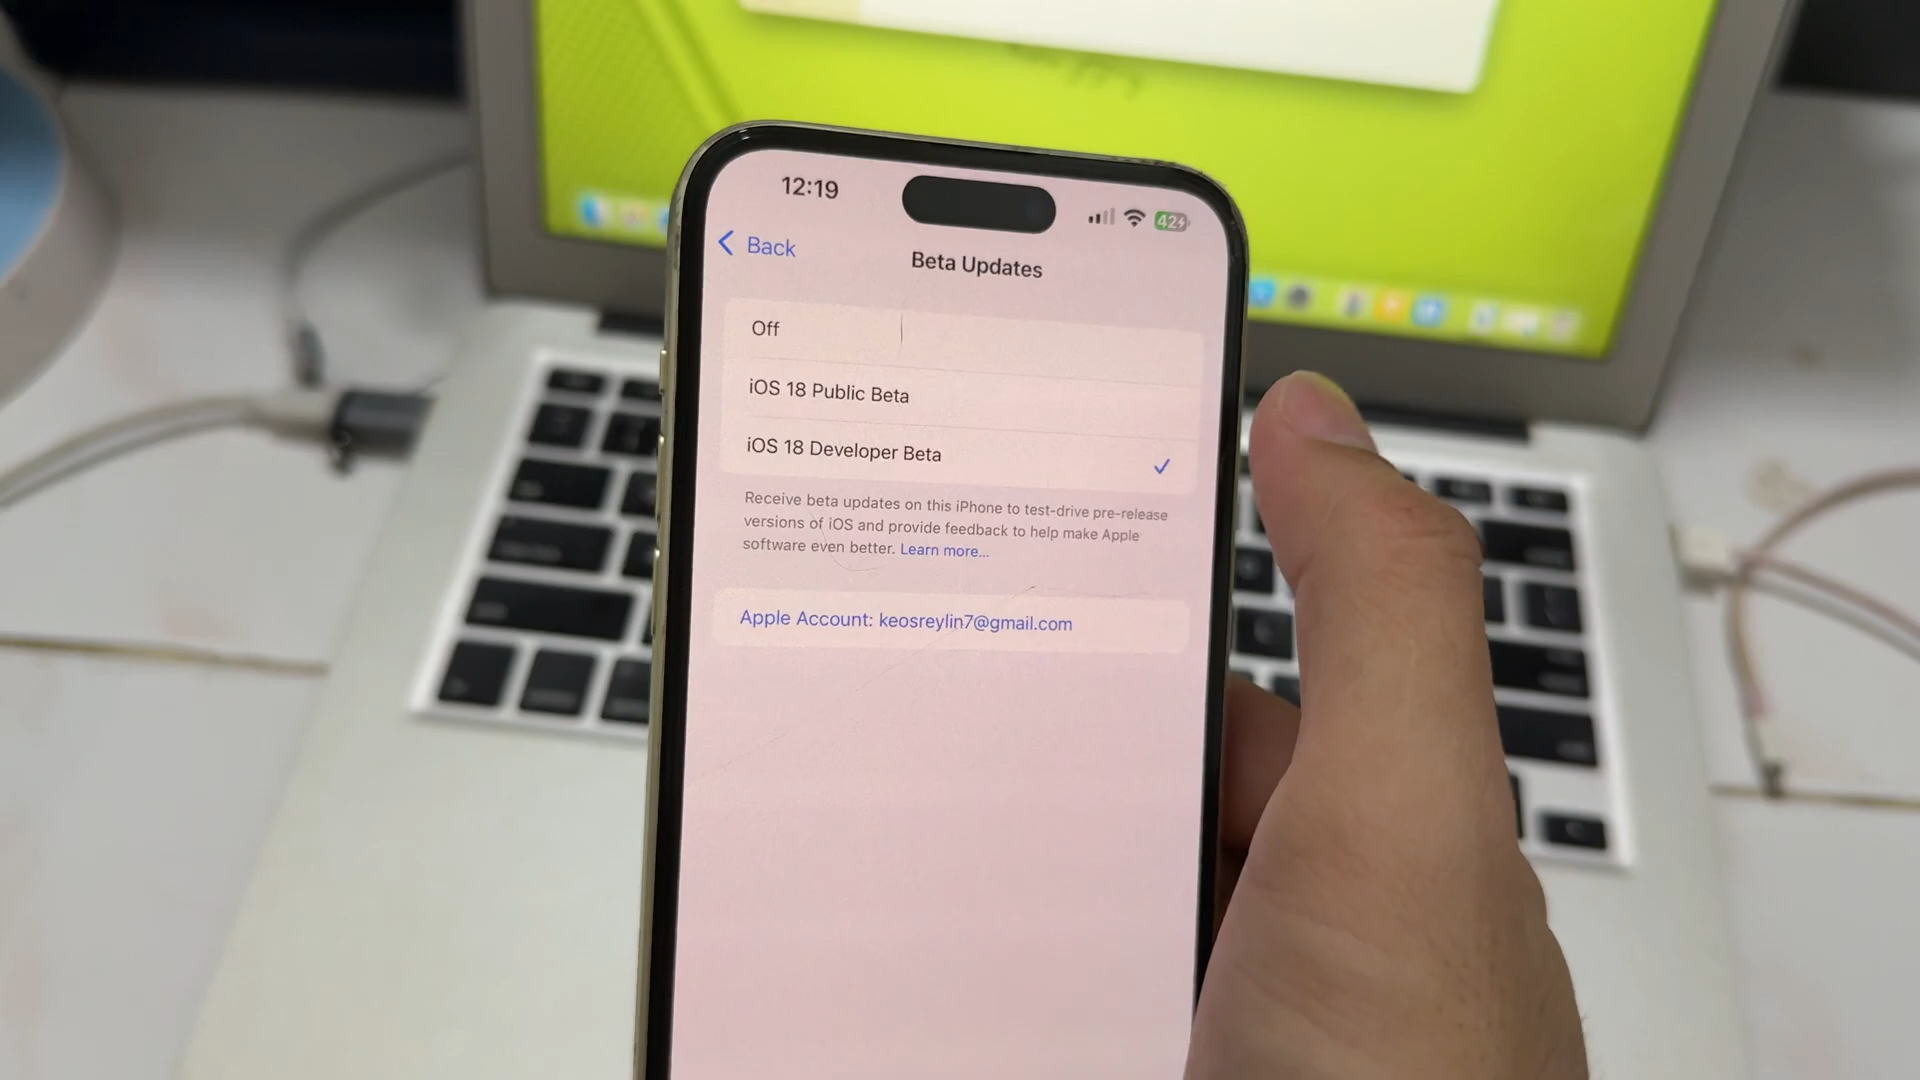 12:19
42
Back
Beta Updates
Off
iOS 18 Public Beta
iOS 18 Developer Beta
Receive beta updates on this iPhone to test-drive pre-release
versions of iOS and provide feedback to help make Apple
software even better. Learn more...
Apple Account: keosreylin7@gmail.com